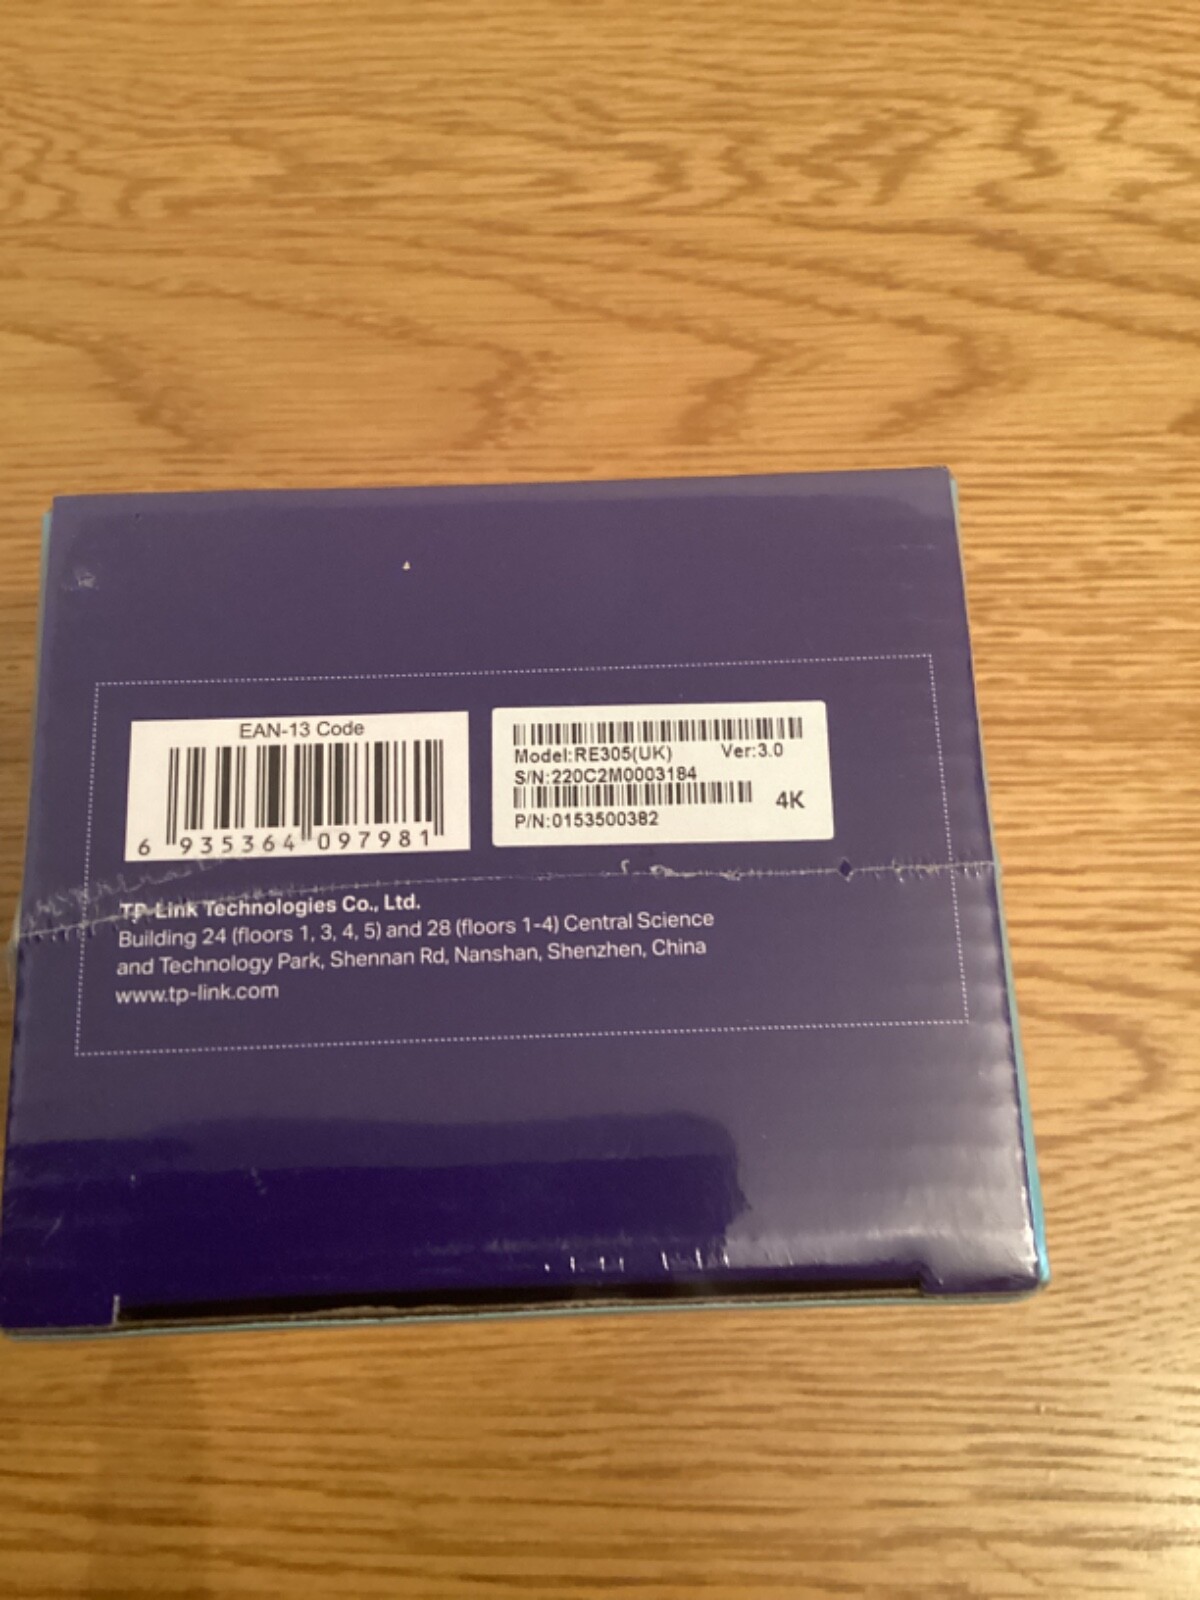 EAN-13 Code
6 935364 097981
Model:RE305(UK) Ver:3.0
S/N:220C2M0003184
4K
P/N:0153500382
TP-Link Technologies Co., Ltd.
Building 24 (floors 1, 3, 4, 5) and 28 (floors 1-4) Central Science
and Technology Park, Shennan Rd, Nanshan, Shenzhen, China
www.tp-link.com